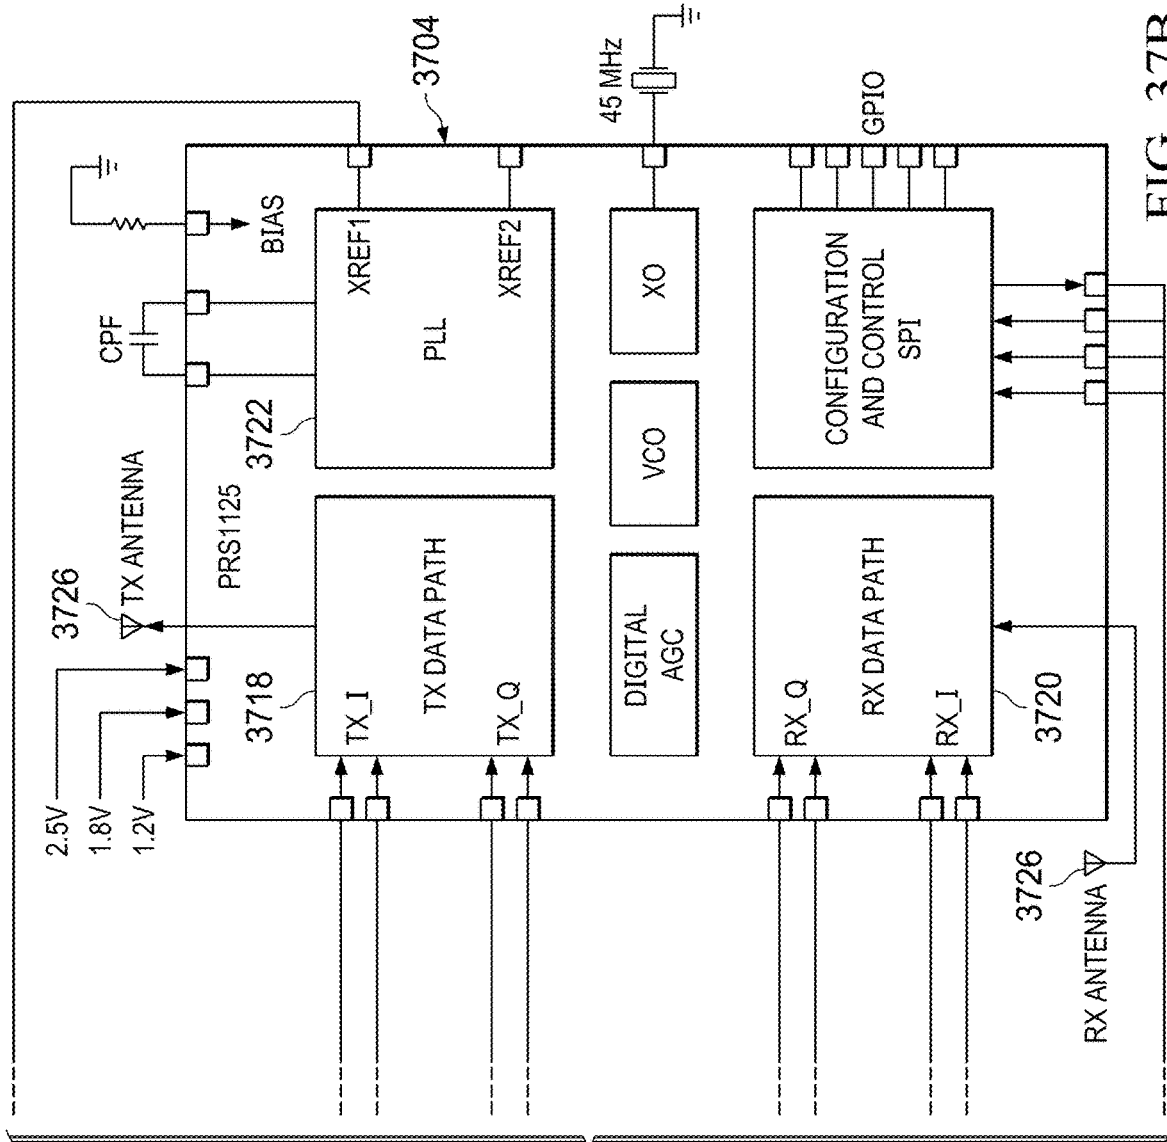 2.5V
1.8V
1.2V
3726
TX ANTENNA
PRS1125
CPF
BIAS
3704
3718
TX_I
TX DATA PATH
TX_Q
3722
PLL
XREF1
XREF2
DIGITAL
AGC
VCO
XO
45 MHz
RX_Q
RX DATA PATH
RX_I
3720
CONFIGURATION
AND CONTROL
SPI
GPIO
3726
RX ANTENNA
FIG. 37B